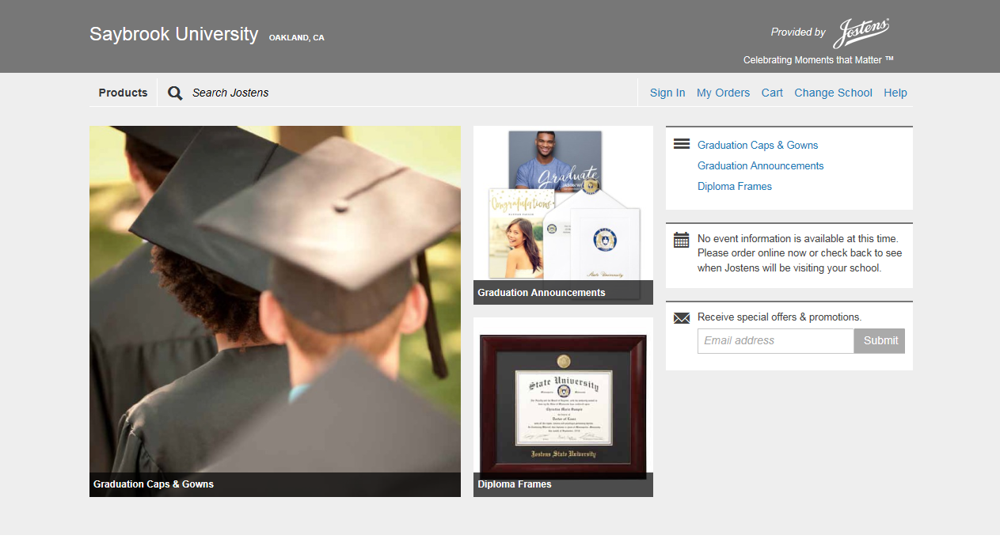 Saybrook University OAKLAND, CA
Provided by Jostens
Celebrating Moments that Matter ™
Products
Search Jostens
Sign In My Orders Cart Change School Help
Graduate
Congratulations
State University
Graduation Announcements
Graduation Caps & Gowns
State University
Jostens State University
Diploma Frames
Graduation Caps & Gowns
Graduation Announcements
Diploma Frames
No event information is available at this time.
Please order online now or check back to see
when Jostens will be visiting your school.
Receive special offers & promotions.
Email address Submit